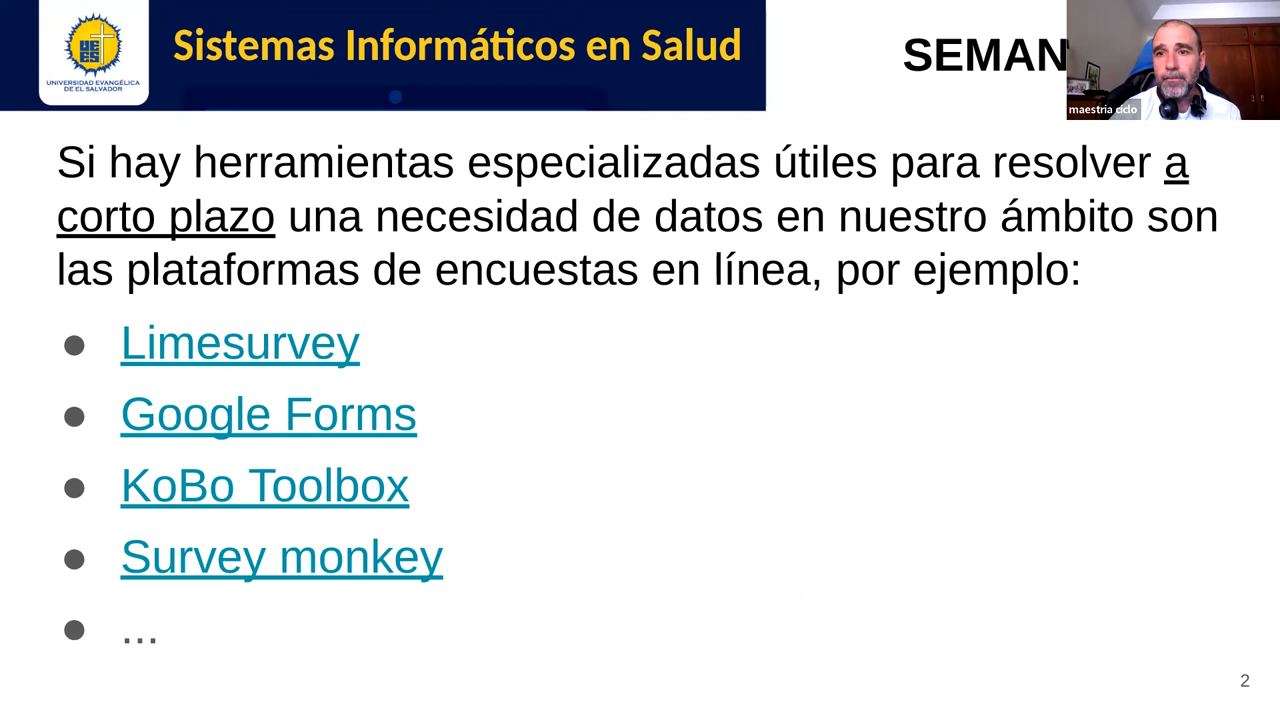 UNIVERSIDAD EVANGÉLICA
DE EL SALVADOR
Sistemas Informáticos en Salud
SEMAN
maestria ciclo
Si hay herramientas especializadas útiles para resolver a
corto plazo una necesidad de datos en nuestro ámbito son
las plataformas de encuestas en línea, por ejemplo:
● Limesurvey
● Google Forms
● KoBo Toolbox
● Survey monkey
● ...
2